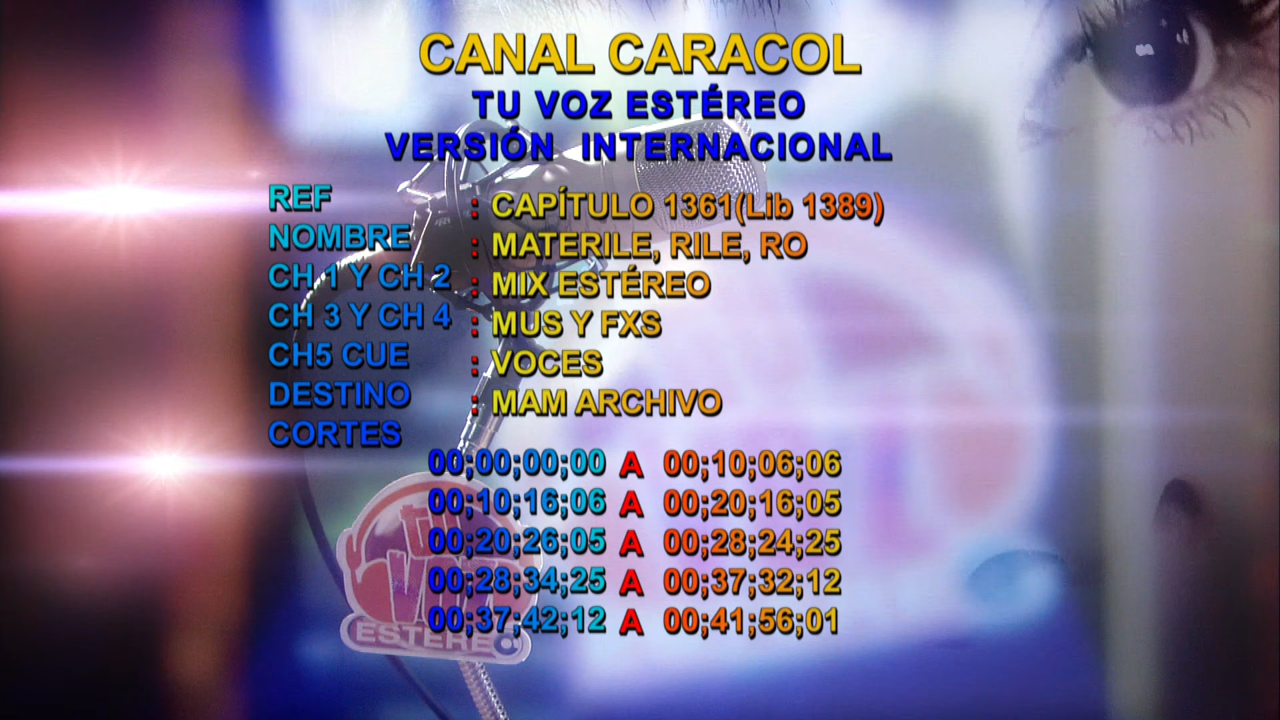 CANAL CARACOL
TU VOZ ESTÉREO
VERSIÓN INTERNACIONAL
REF : CAPÍTULO 1361(Lib 1389)
NOMBRE : MATERILE, RILE, RO
CH 1 Y CH 2 : MIX ESTÉREO
CH 3 Y CH 4 : MUS Y FXS
CH5 CUE : VOCES
DESTINO : MAM ARCHIVO
CORTES
00;00;00;00 A 00;10;06;06
00;10;16;06 A 00;20;16;05
00;20;26;05 A 00;28;24;25
00;28;34;25 A 00;37;32;12
00;37;42;12 A 00;41;56;01
tu
Voz
ESTÉREO